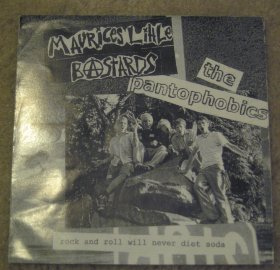 MAURICES LittLe
BASTARDS
the
pantophobics
rock and roll will never diet soda